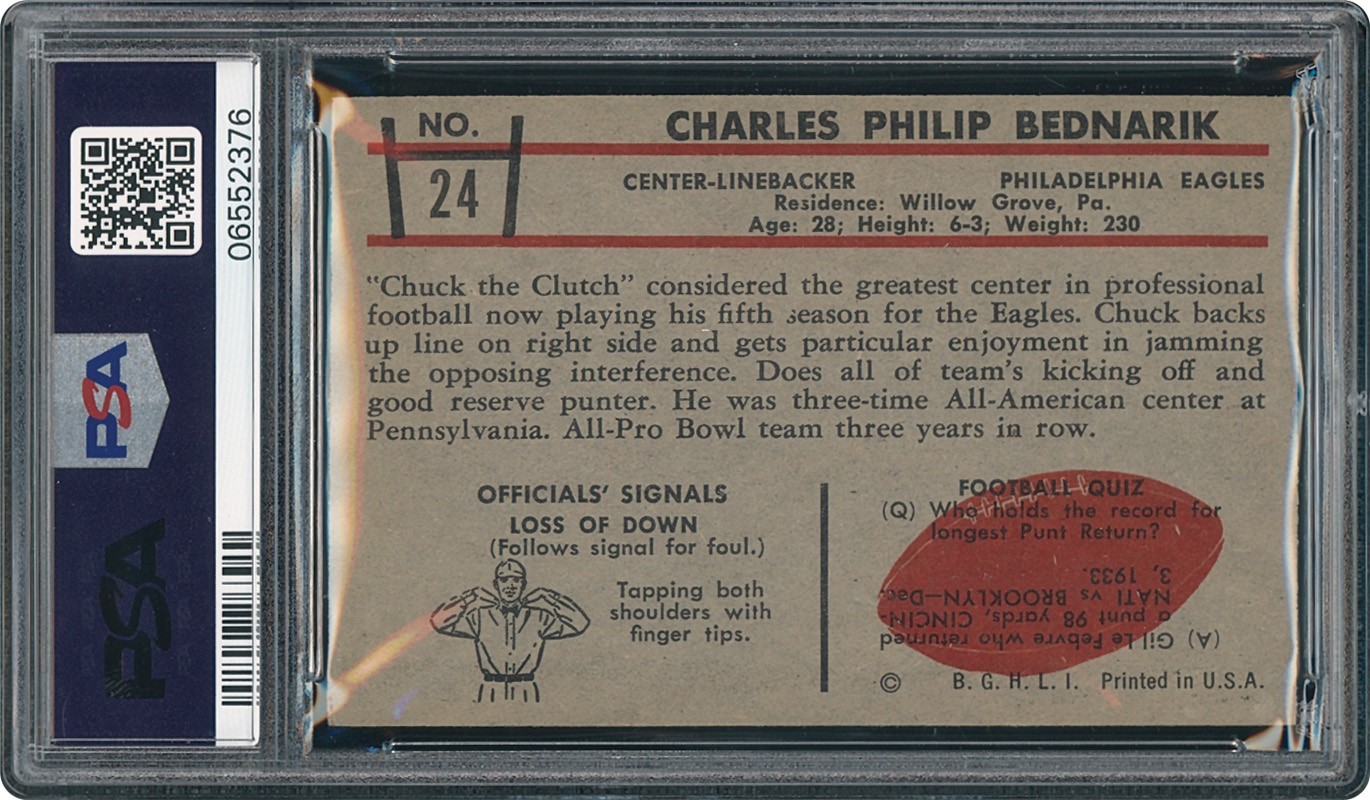 PSA
PSA
06552376
NO.
24
CHARLES PHILIP BEDNARIK
CENTER-LINEBACKER PHILADELPHIA EAGLES
Residence: Willow Grove, Pa.
Age: 28; Height: 6-3; Weight: 230
"Chuck the Clutch" considered the greatest center in professional
football now playing his fifth season for the Eagles. Chuck backs
up line on right side and gets particular enjoyment in jamming
the opposing interference. Does all of team's kicking off and
good reserve punter. He was three-time All-American center at
Pennsylvania. All-Pro Bowl team three years in row.
OFFICIALS' SIGNALS
LOSS OF DOWN
(Follows signal for foul.)
Tapping both
shoulders with
finger tips.
FOOTBALL QUIZ
(Q) Who holds the record for
longest Punt Return?
(A) Gil Le Febvre who returned
a punt 98 yards, CINCIN-
NATI vs BROOKLYN—Dec.
3, 1933.
© B. G. H. L. I. Printed in U.S.A.